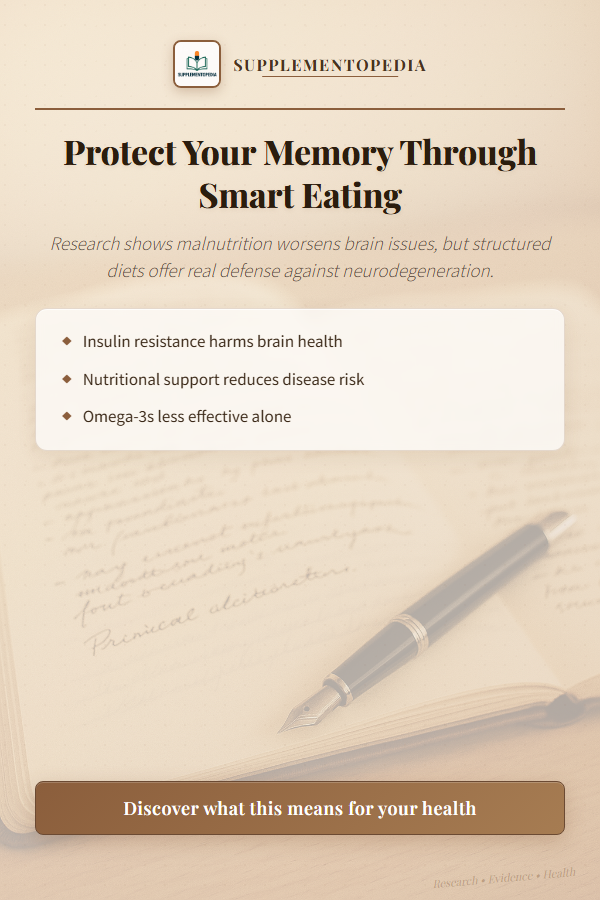 SUPPLEMENTOPEDIA
SUPPLEMENTOPEDIA
Protect Your Memory Through
Smart Eating
Research shows malnutrition worsens brain issues, but structured
diets offer real defense against neurodegeneration.
Insulin resistance harms brain health
Nutritional support reduces disease risk
Omega-3s less effective alone
Discover what this means for your health
Research • Evidence • Health